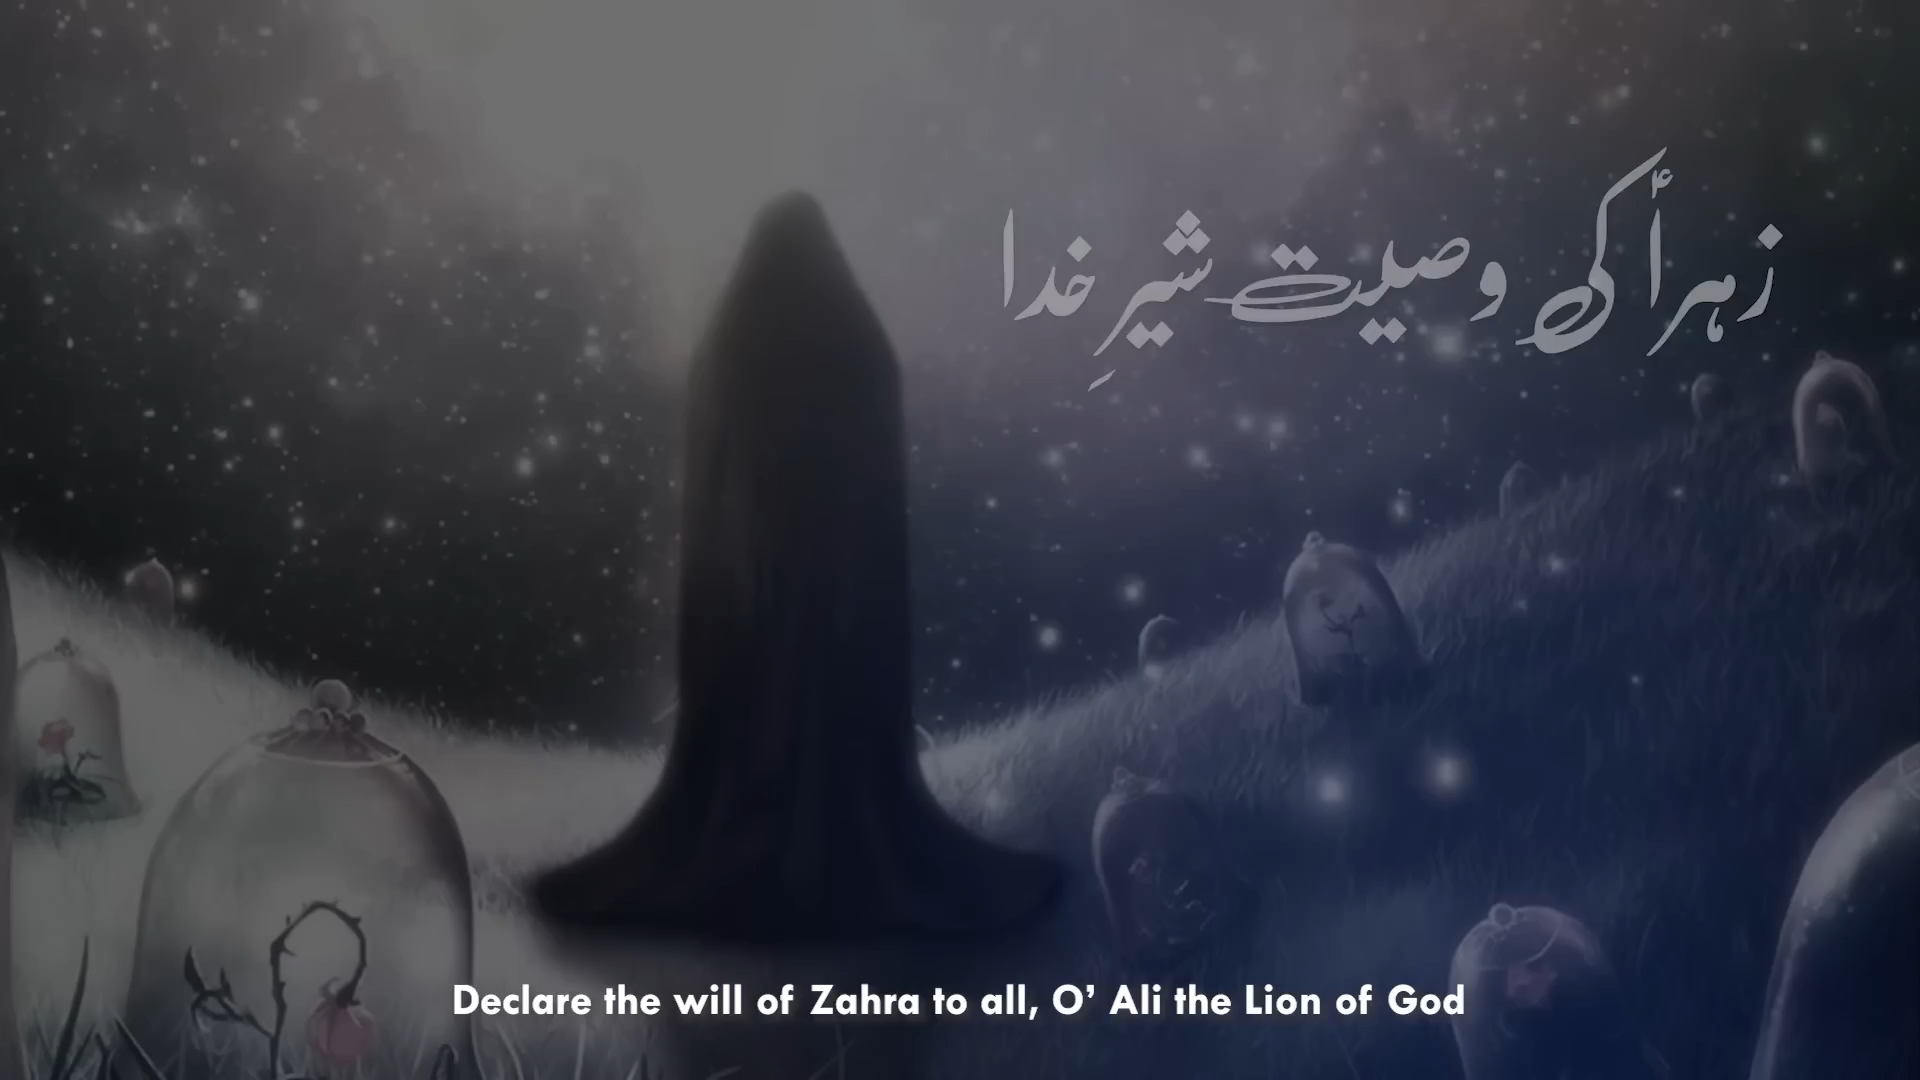 زہراؑ کی وصیت شیرِ خدا
Declare the will of Zahra to all, O’ Ali the Lion of God